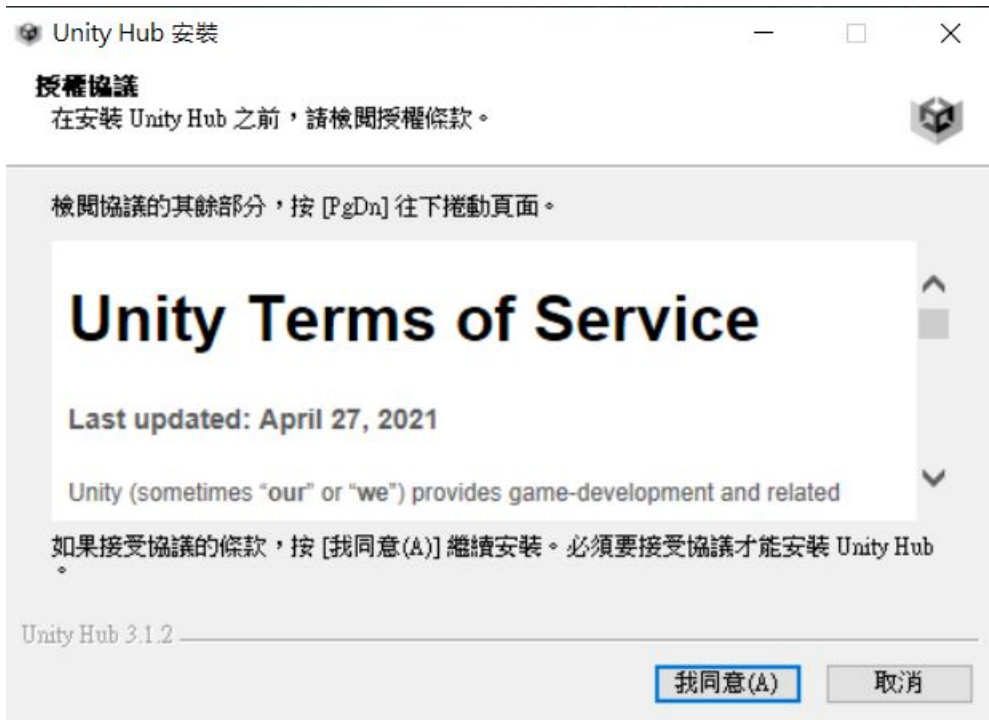 Unity Hub 安裝
授權協議
在安裝 Unity Hub 之前，請檢閱授權條款。
檢閱協議的其餘部分，按 [PgDn] 往下捲動頁面。
Unity Terms of Service
Last updated: April 27, 2021
Unity (sometimes “our” or “we”) provides game-development and related
如果接受協議的條款，按 [我同意(A)] 繼續安裝。必須要接受協議才能安裝 Unity Hub
。
Unity Hub 3.1.2
我同意(A)
取消